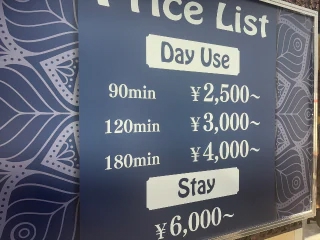 Price List
Day Use
90min ¥2,500~
120min ¥3,000~
180min ¥4,000~
Stay
¥6,000~